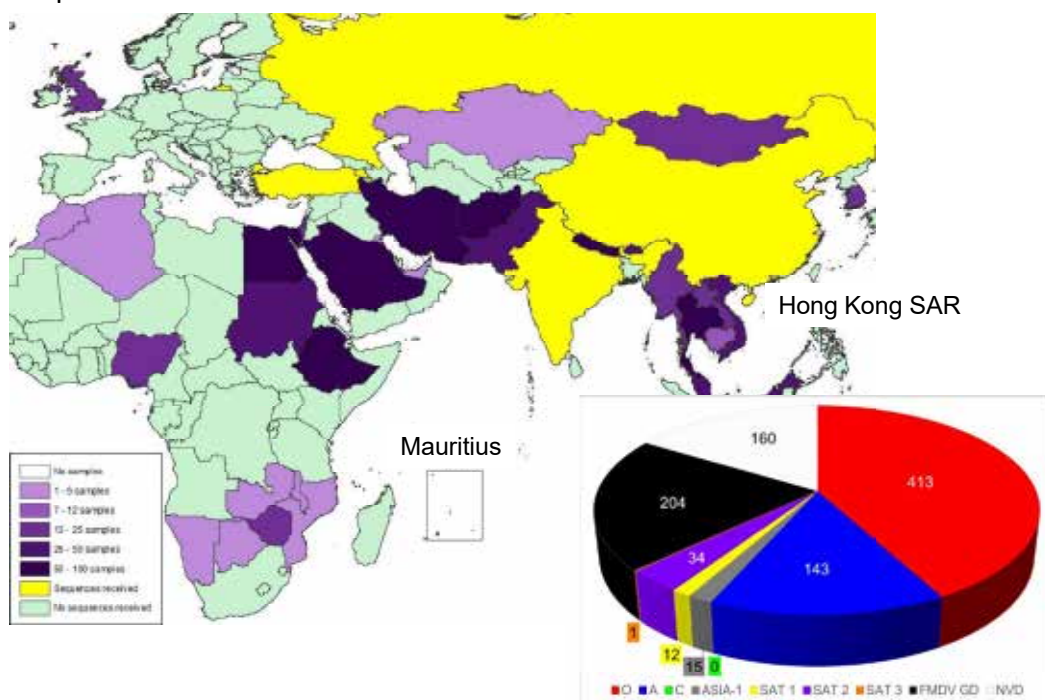 Hong Kong SAR
Mauritius
No samples
1 - 5 samples
7 - 12 samples
13 - 25 samples
25 - 50 samples
50 - 100 samples
Sequences received
No sequences received
160
413
204
34
143
1
12
15
0
O A C ASIA-1 SAT 1 SAT 2 SAT 3 FMDV GD NVD